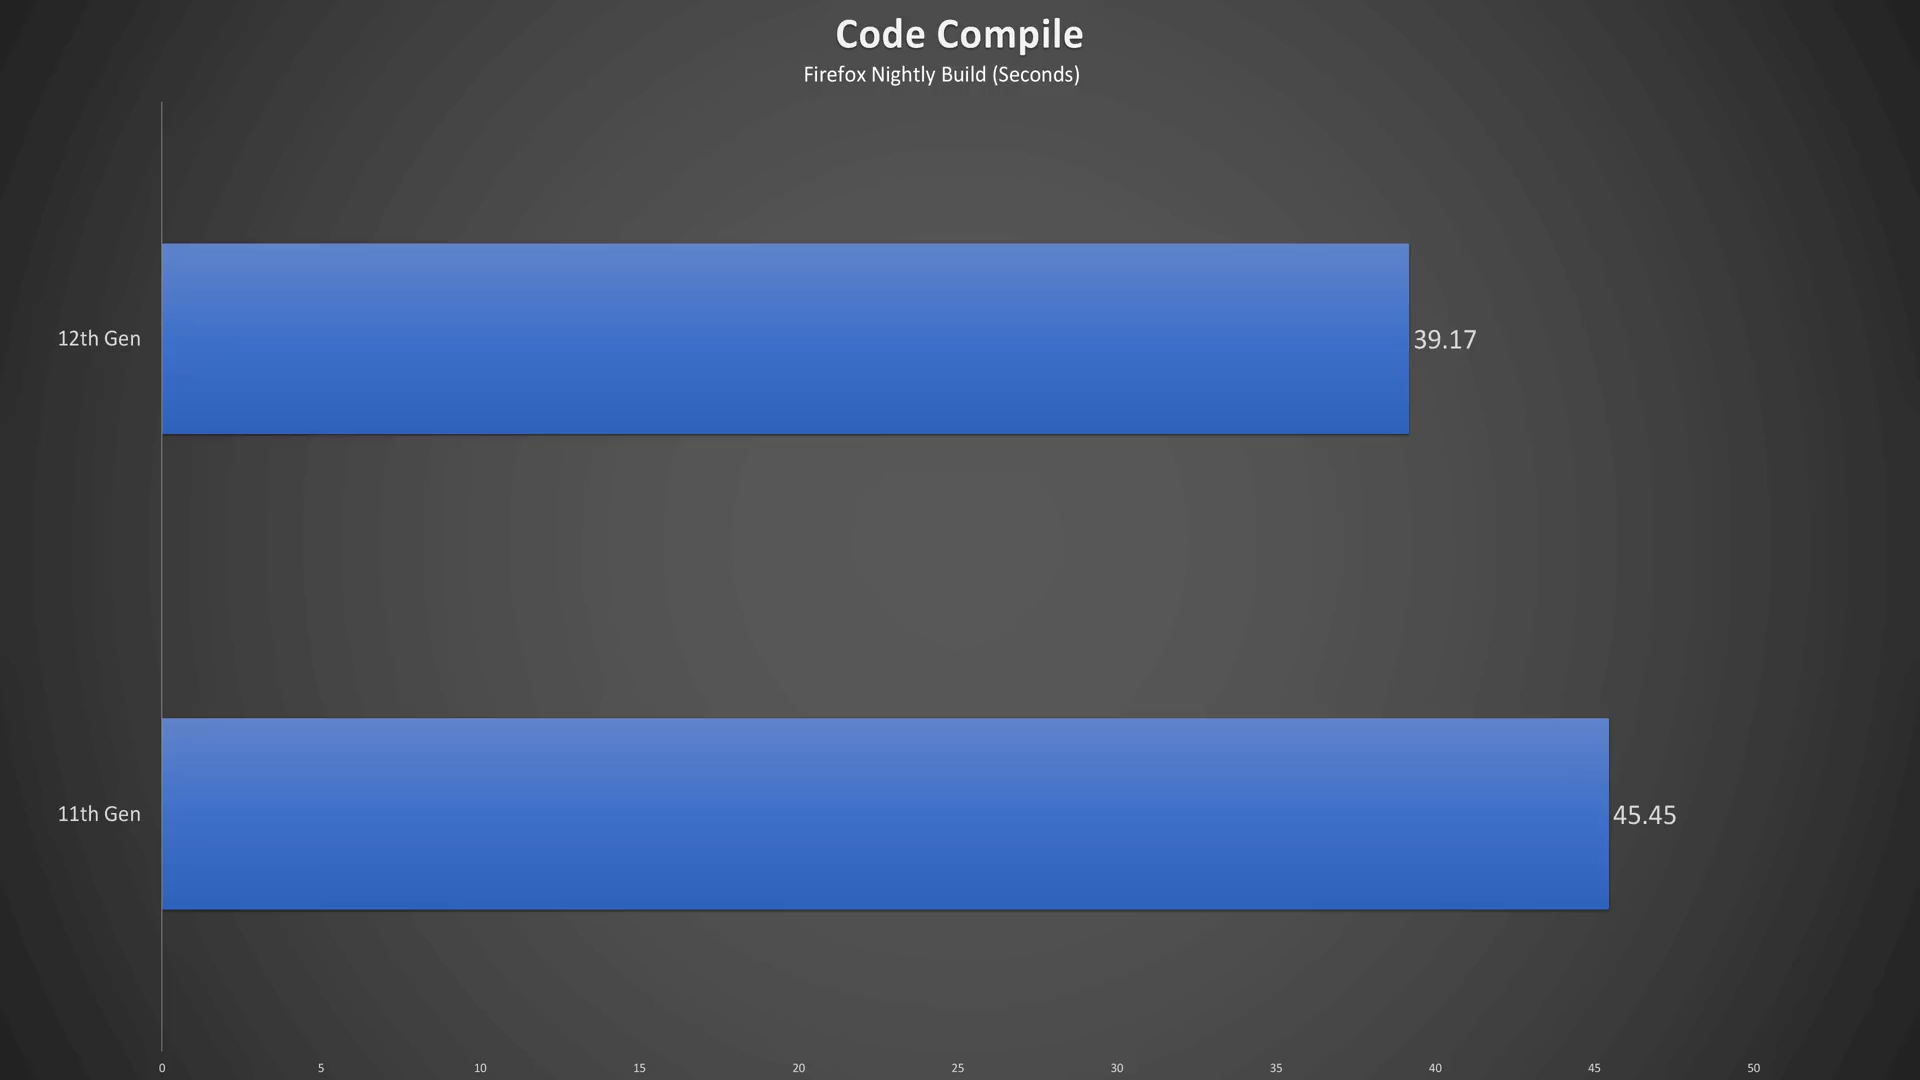 Code Compile
Firefox Nightly Build (Seconds)
12th Gen
39.17
11th Gen
45.45
0 5 10 15 20 25 30 35 40 45 50